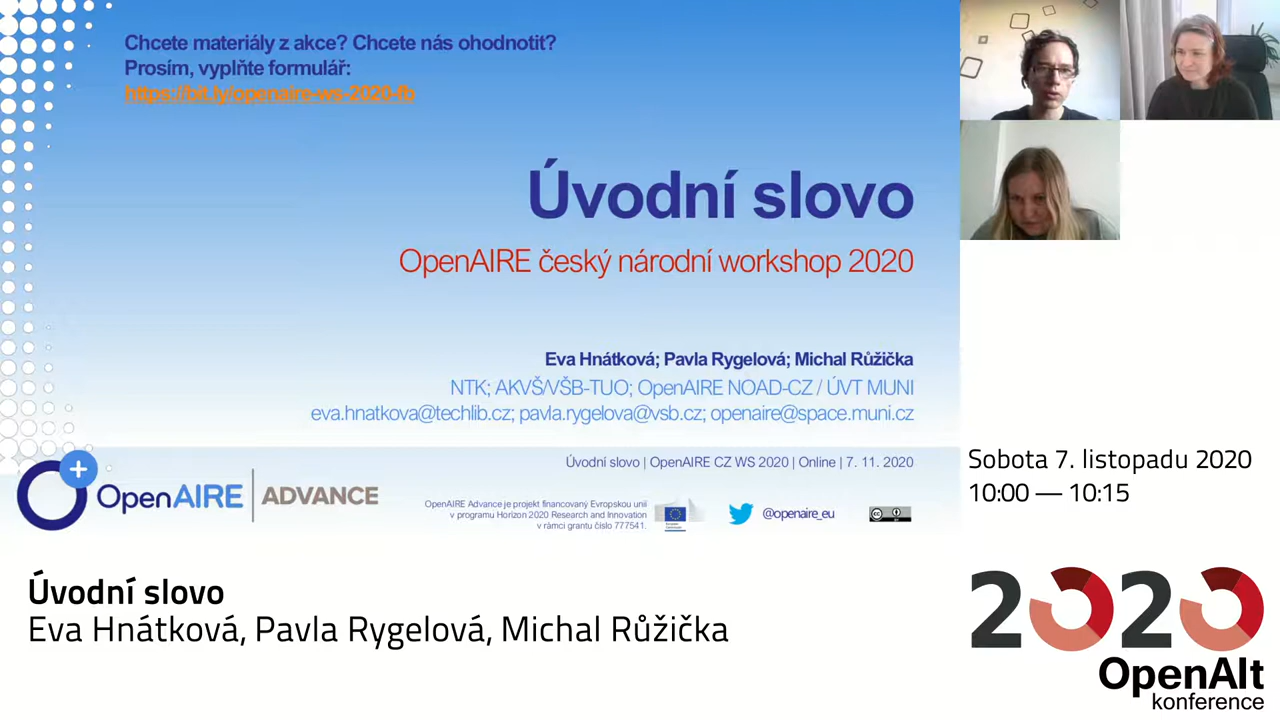 Chcete materiály z akce? Chcete nás ohodnotit?
Prosím, vyplňte formulář:
https://bit.ly/openaire-ws-2020-fb
Úvodní slovo
OpenAIRE český národní workshop 2020
Eva Hnátková; Pavla Rygelová; Michal Růžička
NTK; AKVŠ/VŠB-TUO; OpenAIRE NOAD-CZ / ÚVT MUNI
eva.hnatkova@techlib.cz; pavla.rygelova@vsb.cz; openaire@space.muni.cz
Úvodní slovo | OpenAIRE CZ WS 2020 | Online | 7. 11. 2020
OpenAIRE | ADVANCE
OpenAIRE Advance je projekt financovaný Evropskou unií
v programu Horizon 2020 Research and Innovation
v rámci grantu číslo 777541.
@openaire_eu
Sobota 7. listopadu 2020
10:00 — 10:15
Úvodní slovo
Eva Hnátková, Pavla Rygelová, Michal Růžička
2020
OpenAlt
konference